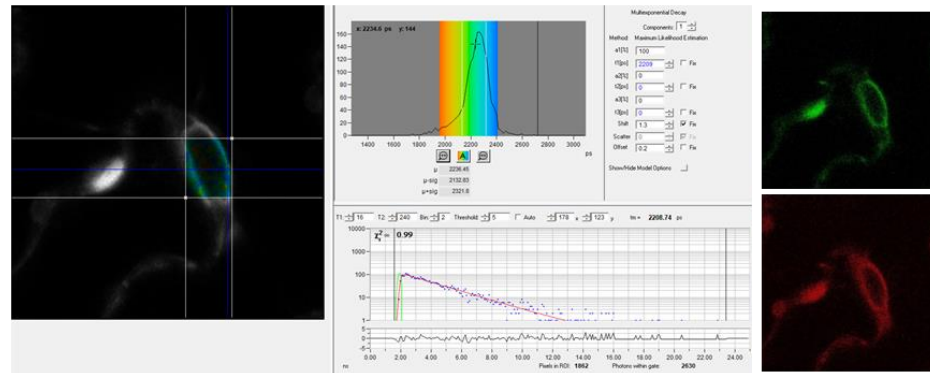 x: 2234.6 ps y: 144
160
140
120
100
80
60
40
20
0
1400 1600 1800 2000 2200 2400 2600 2800 3000
ps
A
μ 2236.46
μ-sig 2132.83
μ+sig 2321.8
Multiexponential Decay
Components: 1
Method: Maximum Likelihood Estimation
a1[%] 100
t1[ps] 2209 Fix
a2[%] 0
t2[ps] 0 Fix
a3[%] 0
t3[ps] 0 Fix
Shift 1.3 Fix
Scatter 0 Fix
Offset 0.2 Fix
Show/Hide Model Options
T1: 16 T2: 240 Bin: 2 Threshold: 5 Auto 178 x 123 y tm = 2208.74 ps
χ²= 0.99
10000
1000
100
10
1
5
0
-5
0.00 2.00 4.00 6.00 8.00 10.00 12.00 14.00 16.00 18.00 20.00 22.00 24.00
ns Pixels in ROI: 1862 Photons within gate: 2630